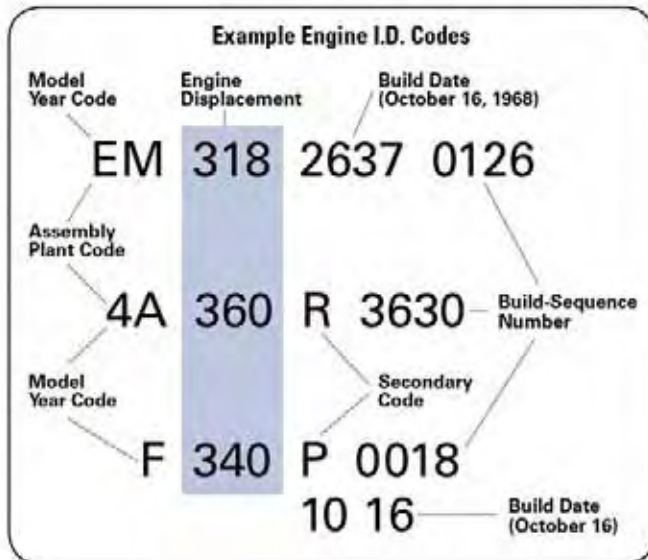 Example Engine I.D. Codes
Model
Year Code
Engine
Displacement
Build Date
(October 16, 1968)
EM 318 2637 0126
Assembly
Plant Code
4A 360 R 3630
Build-Sequence
Number
Model
Year Code
Secondary
Code
F 340 P 0018
10 16
Build Date
(October 16)